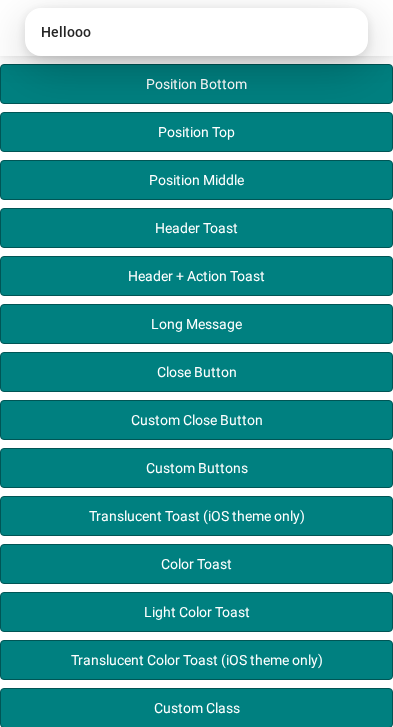 Hellooo
Position Bottom
Position Top
Position Middle
Header Toast
Header + Action Toast
Long Message
Close Button
Custom Close Button
Custom Buttons
Translucent Toast (iOS theme only)
Color Toast
Light Color Toast
Translucent Color Toast (iOS theme only)
Custom Class